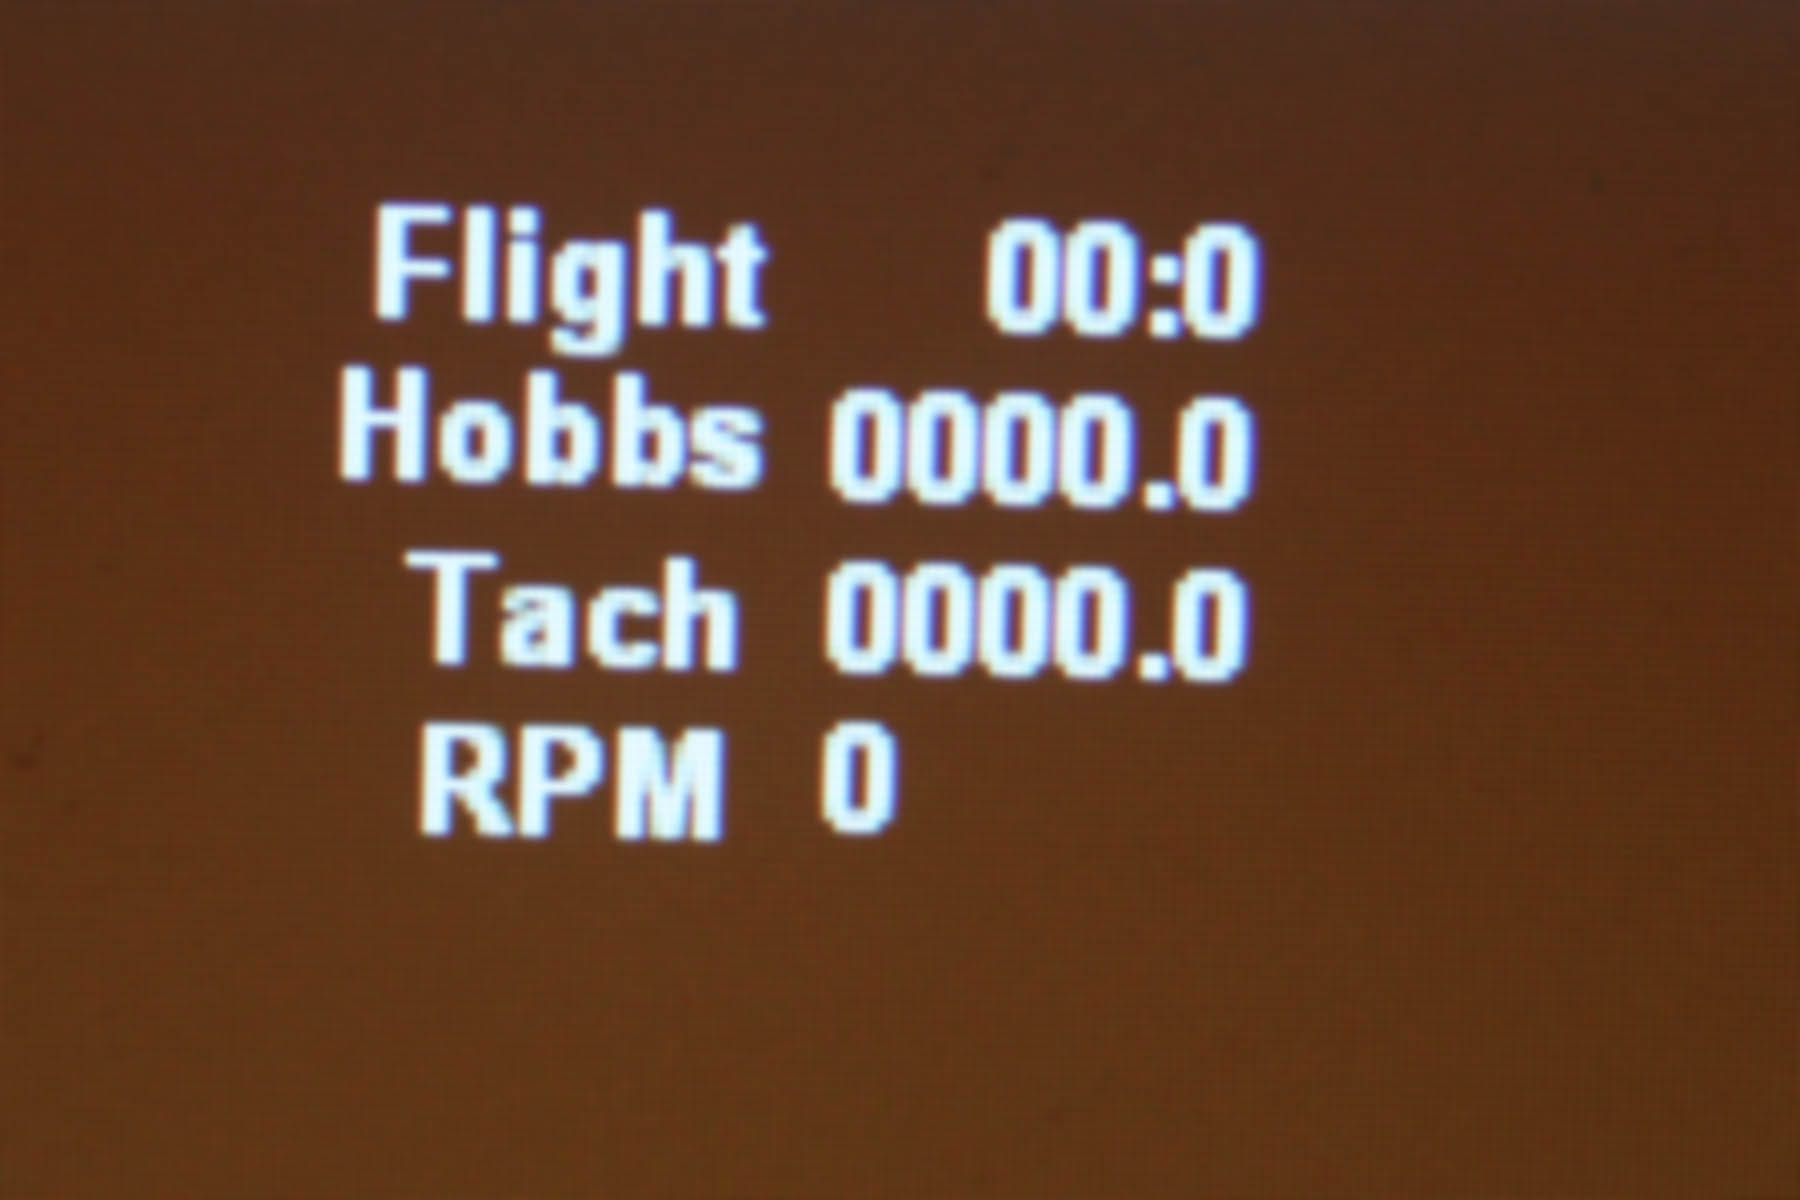 Flight 00:0
Hobbs 0000.0
Tach 0000.0
RPM 0